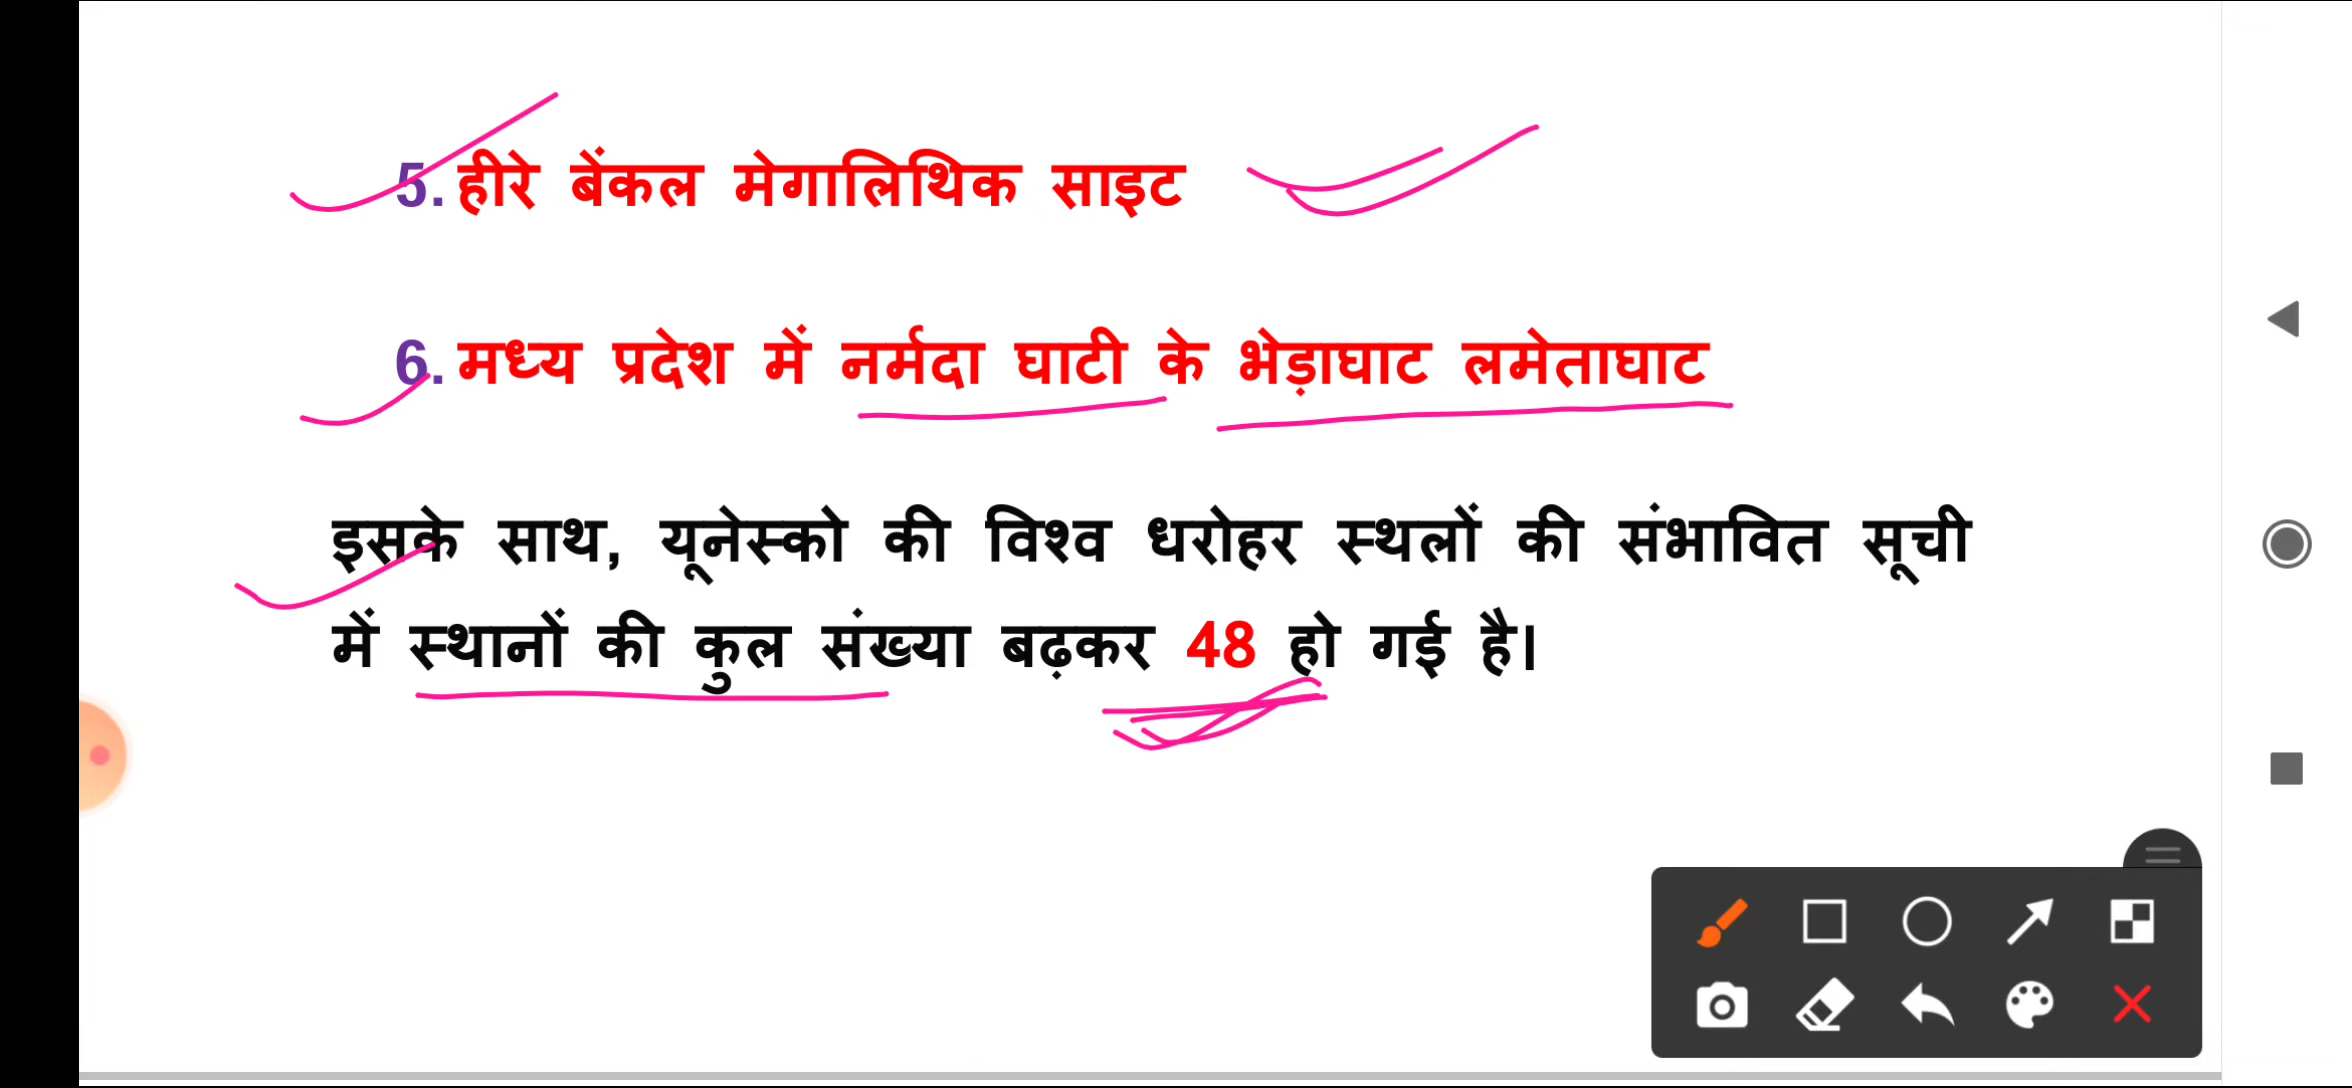 5. हीरे बेंकल मेगालिथिक साइट
6. मध्य प्रदेश में नर्मदा घाटी के भेड़ाघाट लमेताघाट
इसके साथ, यूनेस्को की विश्व धरोहर स्थलों की संभावित सूची
में स्थानों की कुल संख्या बढ़कर 48 हो गई है।